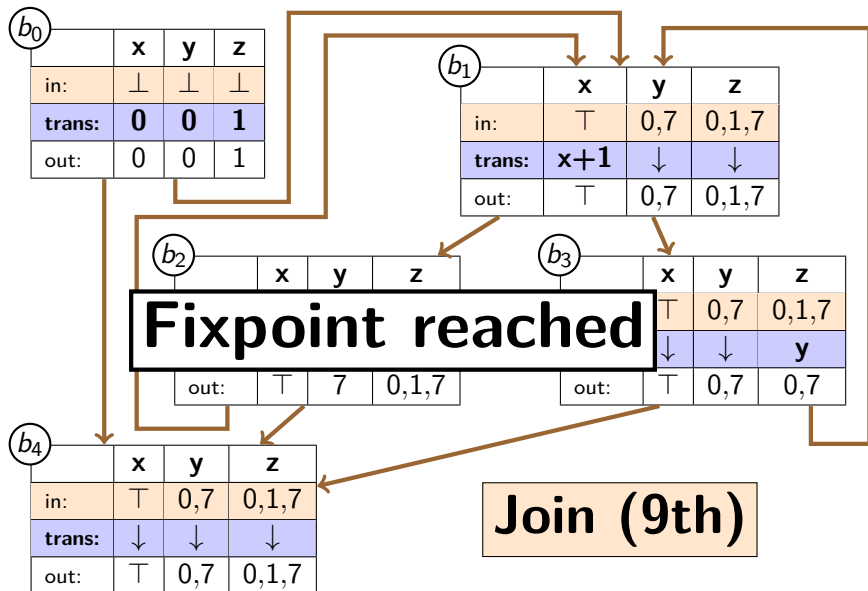 b0
x y z
in: ⊥ ⊥ ⊥
trans: 0 0 1
out: 0 0 1
b1
x y z
in: ⊤ 0,7 0,1,7
trans: x+1 ↓ ↓
out: ⊤ 0,7 0,1,7
b2
x y z
out: ⊤ 7 0,1,7
b3
x y z
⊤ 0,7 0,1,7
↓ ↓ y
out: ⊤ 0,7 0,7
Fixpoint reached
b4
x y z
in: ⊤ 0,7 0,1,7
trans: ↓ ↓ ↓
out: ⊤ 0,7 0,1,7
Join (9th)